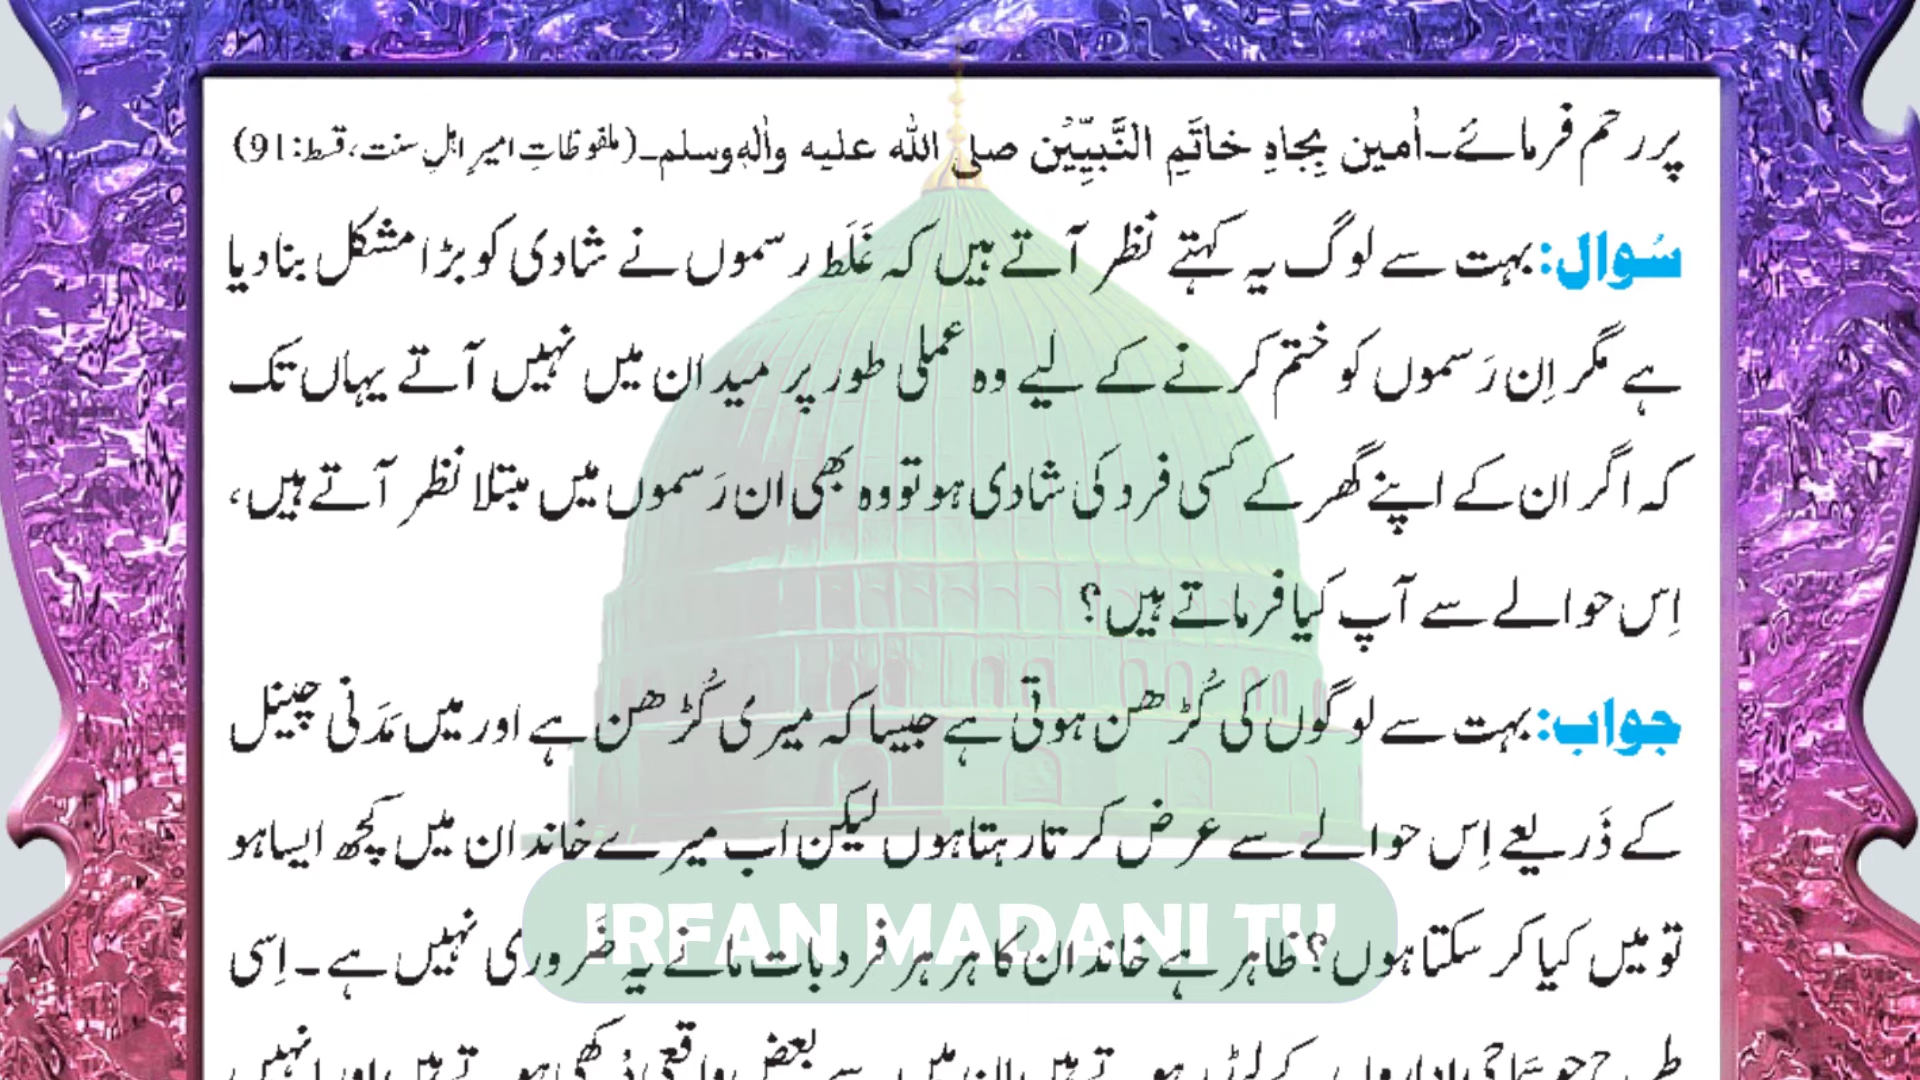 پر رحم فرمائے۔ اٰمین بِجاہِ خاتَمِ النَّبیِّیْن صلی اللہ علیہ واٰلہٖ وسلم۔ (ملفوظاتِ امیرِ اہلِ سنت، قسط: 91)
سُوال: بہت سے لوگ یہ کہتے نظر آتے ہیں کہ غَلَط رسموں نے شادی کو بڑا مشکل بنا دیا
ہے مگر اِن رَسموں کو ختم کرنے کے لیے وہ عملی طور پر میدان میں نہیں آتے یہاں تک
کہ اگر ان کے اپنے گھر کے کسی فرد کی شادی ہو تو وہ بھی ان رَسموں میں مبتلا نظر آتے ہیں،
اِس حوالے سے آپ کیا فرماتے ہیں؟
جواب: بہت سے لوگوں کی کُڑھن ہوتی ہے جیسا کہ میری کُڑھن ہے اور میں مَدَنی چینل
کے ذَریعے اِس حوالے سے عرض کرتا رہتا ہوں لیکن اب میرے خاندان میں کچھ ایسا ہو
تو میں کیا کر سکتا ہوں؟ ظاہر ہے خاندان کا ہر ہر فرد بات مانے یہ ضَروری نہیں ہے۔ اِسی
IRFAN MADANI TV